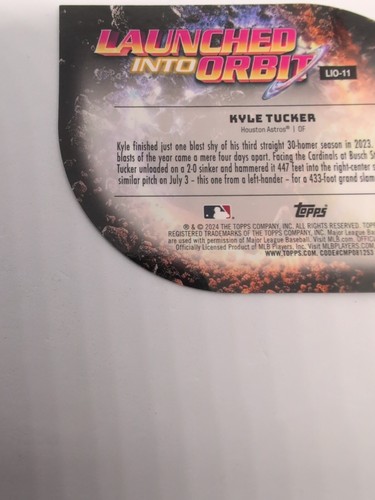 LAUNCHED
INTO ORBIT
LIO-11
KYLE TUCKER
Houston Astros® | OF
Kyle finished just one blast shy of his third straight 30-homer season in 2023.
blasts of the year came a mere four days apart. Facing the Cardinals at Busch
Tucker unloaded on a 2-0 sinker and hammered it 447 feet into the right-center
similar pitch on July 3 – this one from a left-hander – for a 433-foot grand
Topps
® & © 2024 THE TOPPS COMPANY, INC. ALL RIGHTS RESERVED.
REGISTERED TRADEMARKS OF THE TOPPS COMPANY, INC. Major League
are used with permission of Major League Baseball. Visit MLB.com.
Officially Licensed Product of MLB Players, Inc. Visit
WWW.TOPPS.COM. CODE#CMP081253